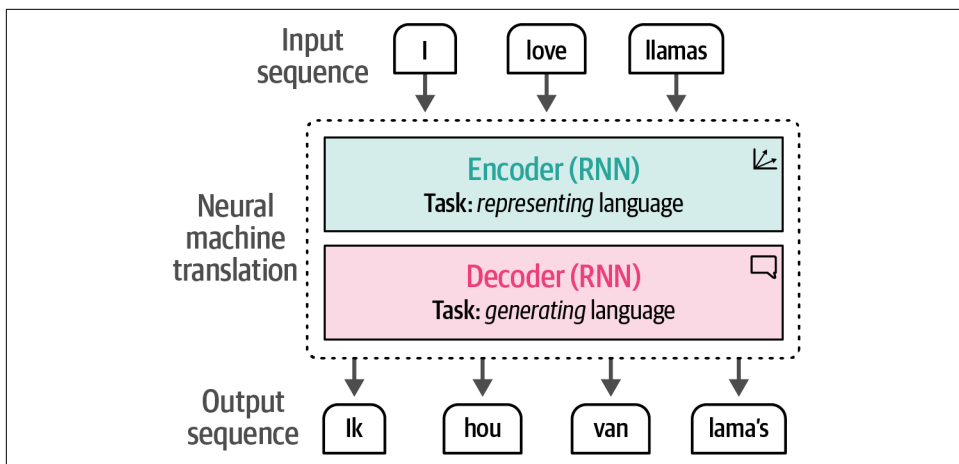 Input
sequence
I
love
llamas
Neural
machine
translation
Encoder (RNN)
Task: representing language
Decoder (RNN)
Task: generating language
Output
sequence
Ik
hou
van
lama's